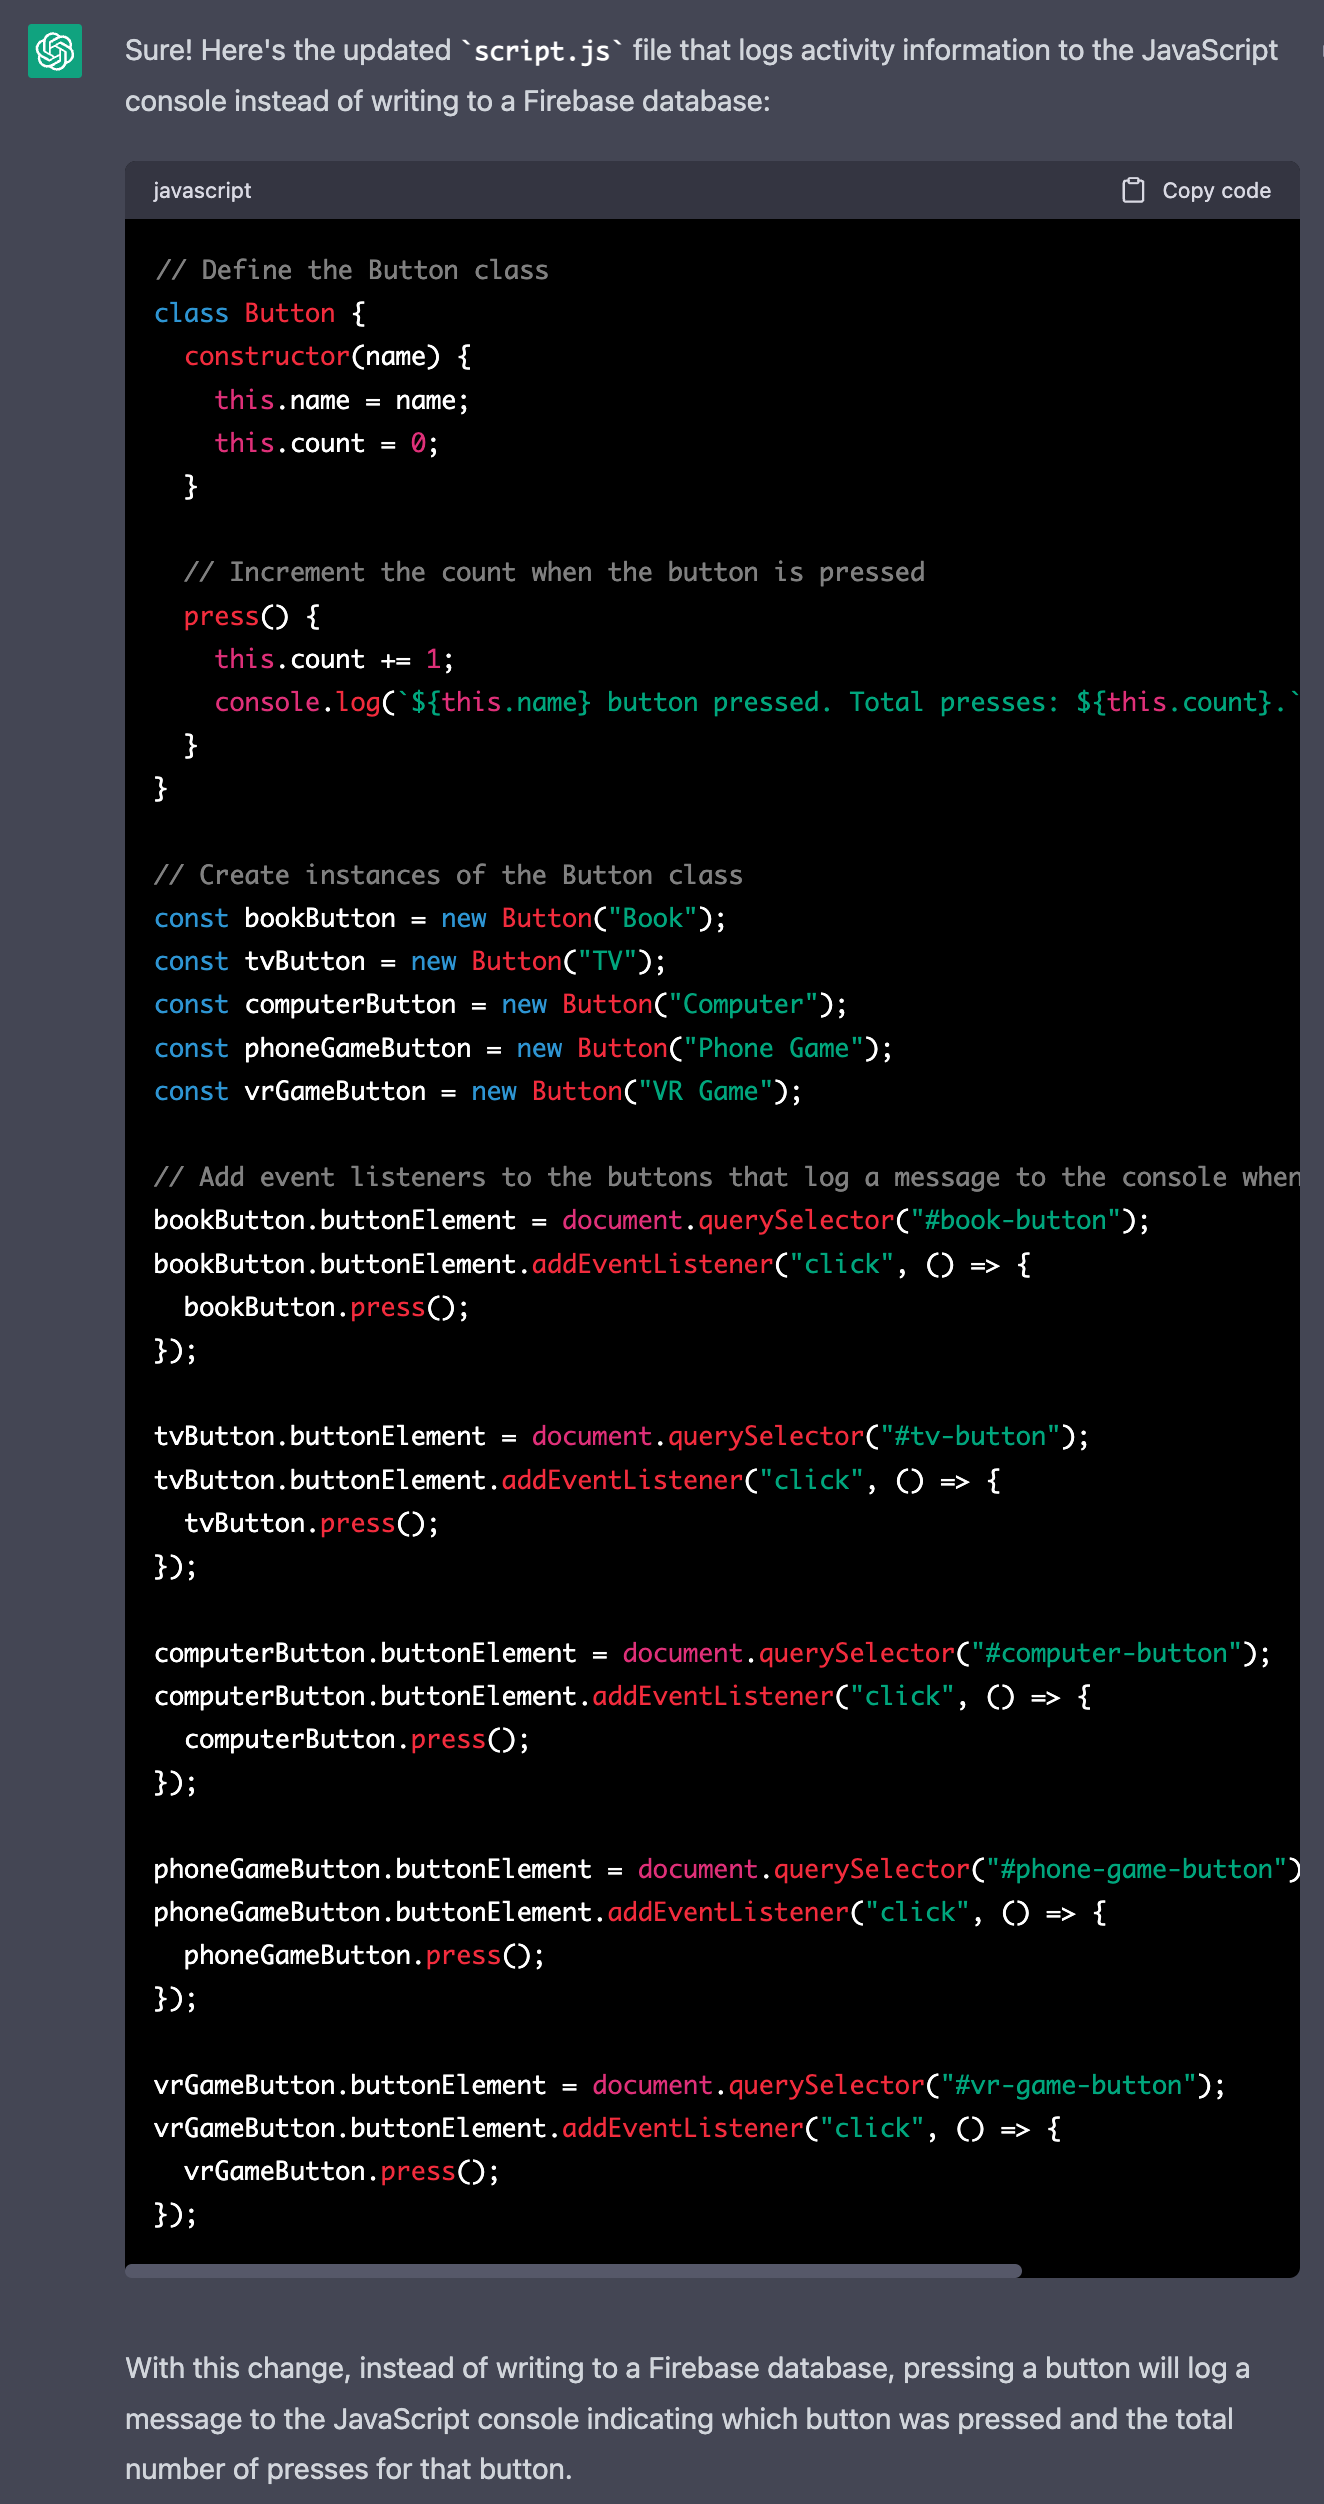 Sure! Here's the updated `script.js` file that logs activity information to the JavaScript
console instead of writing to a Firebase database:
javascript
Copy code
// Define the Button class
class Button {
  constructor(name) {
    this.name = name;
    this.count = 0;
  }
  // Increment the count when the button is pressed
  press() {
    this.count += 1;
    console.log(`${this.name} button pressed. Total presses: ${this.count}.`
  }
}
// Create instances of the Button class
const bookButton = new Button("Book");
const tvButton = new Button("TV");
const computerButton = new Button("Computer");
const phoneGameButton = new Button("Phone Game");
const vrGameButton = new Button("VR Game");
// Add event listeners to the buttons that log a message to the console when
bookButton.buttonElement = document.querySelector("#book-button");
bookButton.buttonElement.addEventListener("click", () => {
  bookButton.press();
});
tvButton.buttonElement = document.querySelector("#tv-button");
tvButton.buttonElement.addEventListener("click", () => {
  tvButton.press();
});
computerButton.buttonElement = document.querySelector("#computer-button");
computerButton.buttonElement.addEventListener("click", () => {
  computerButton.press();
});
phoneGameButton.buttonElement = document.querySelector("#phone-game-button")
phoneGameButton.buttonElement.addEventListener("click", () => {
  phoneGameButton.press();
});
vrGameButton.buttonElement = document.querySelector("#vr-game-button");
vrGameButton.buttonElement.addEventListener("click", () => {
  vrGameButton.press();
});
With this change, instead of writing to a Firebase database, pressing a button will log a
message to the JavaScript console indicating which button was pressed and the total
number of presses for that button.